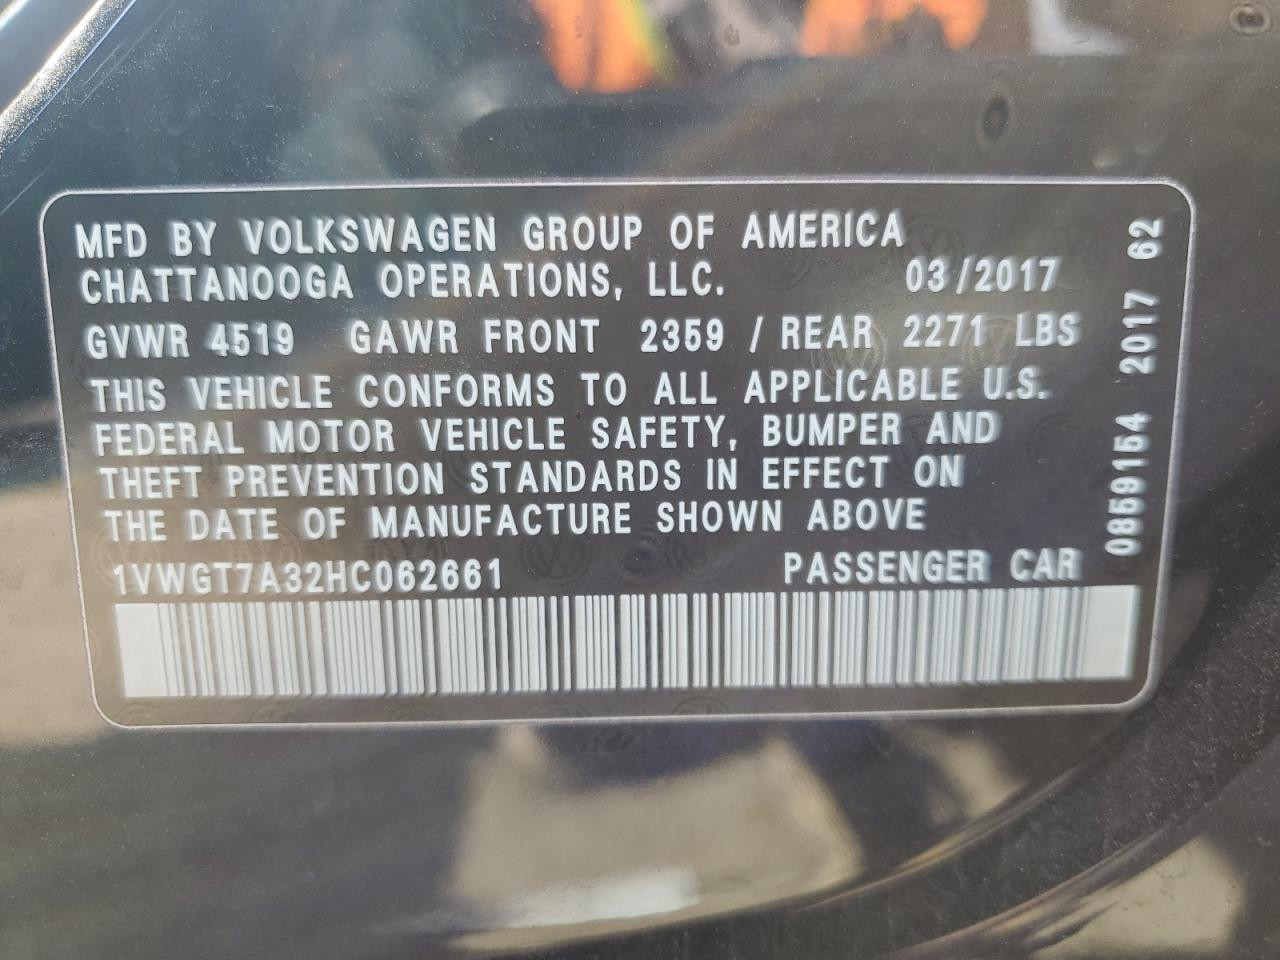 MFD BY VOLKSWAGEN GROUP OF AMERICA
CHATTANOOGA OPERATIONS, LLC. 03/2017
GVWR 4519 GAWR FRONT 2359 / REAR 2271 LBS
THIS VEHICLE CONFORMS TO ALL APPLICABLE U.S.
FEDERAL MOTOR VEHICLE SAFETY, BUMPER AND
THEFT PREVENTION STANDARDS IN EFFECT ON
THE DATE OF MANUFACTURE SHOWN ABOVE
1VWGT7A32HC062661 PASSENGER CAR
0859154 2017 62